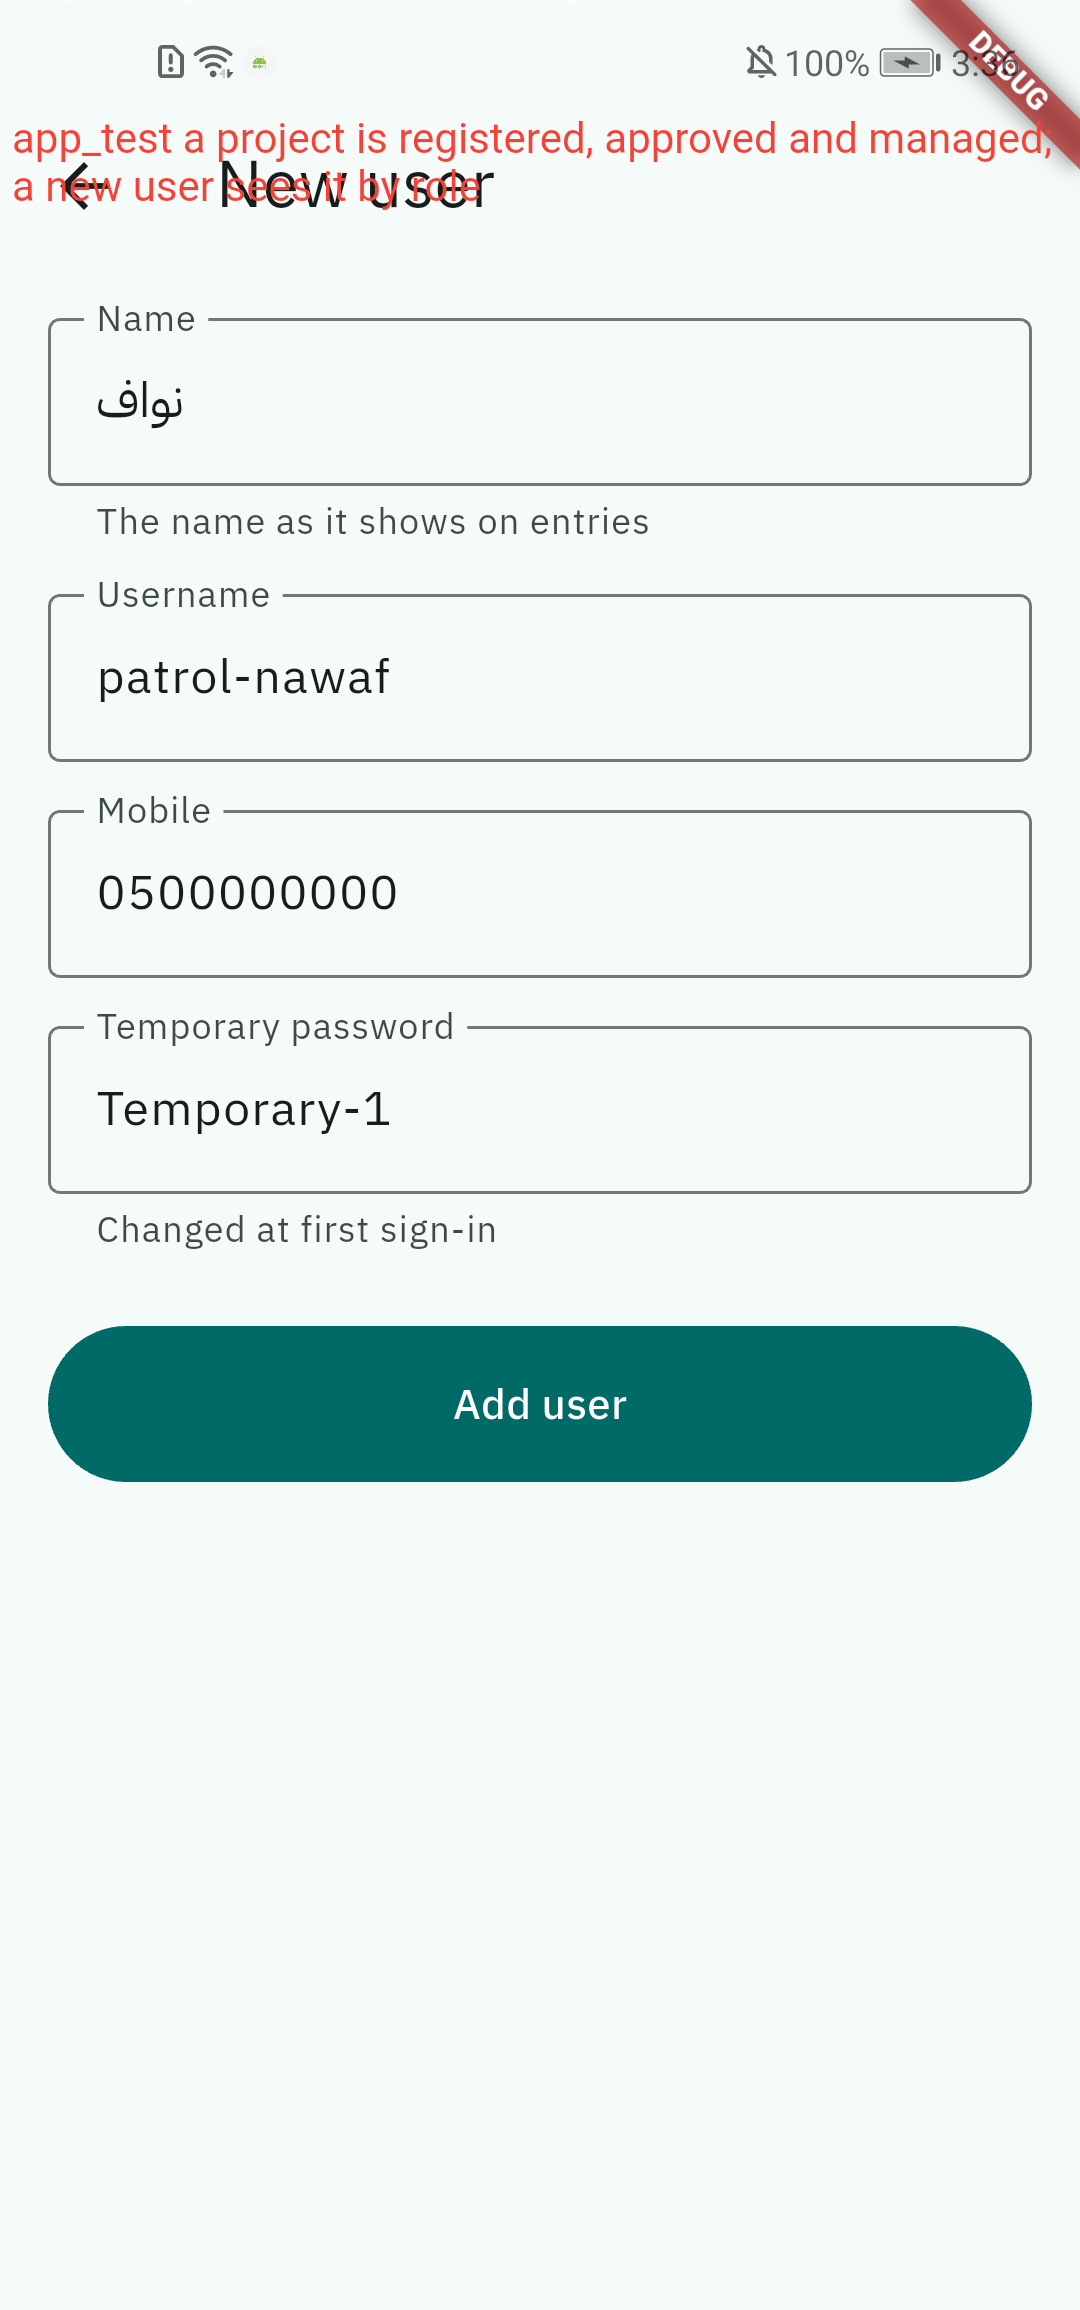 100%
DEBUG
app_test a project is registered, approved and managed;
a new user sees it by role
New user
Name
نواف
The name as it shows on entries
Username
patrol-nawaf
Mobile
0500000000
Temporary password
Temporary-1
Changed at first sign-in
Add user